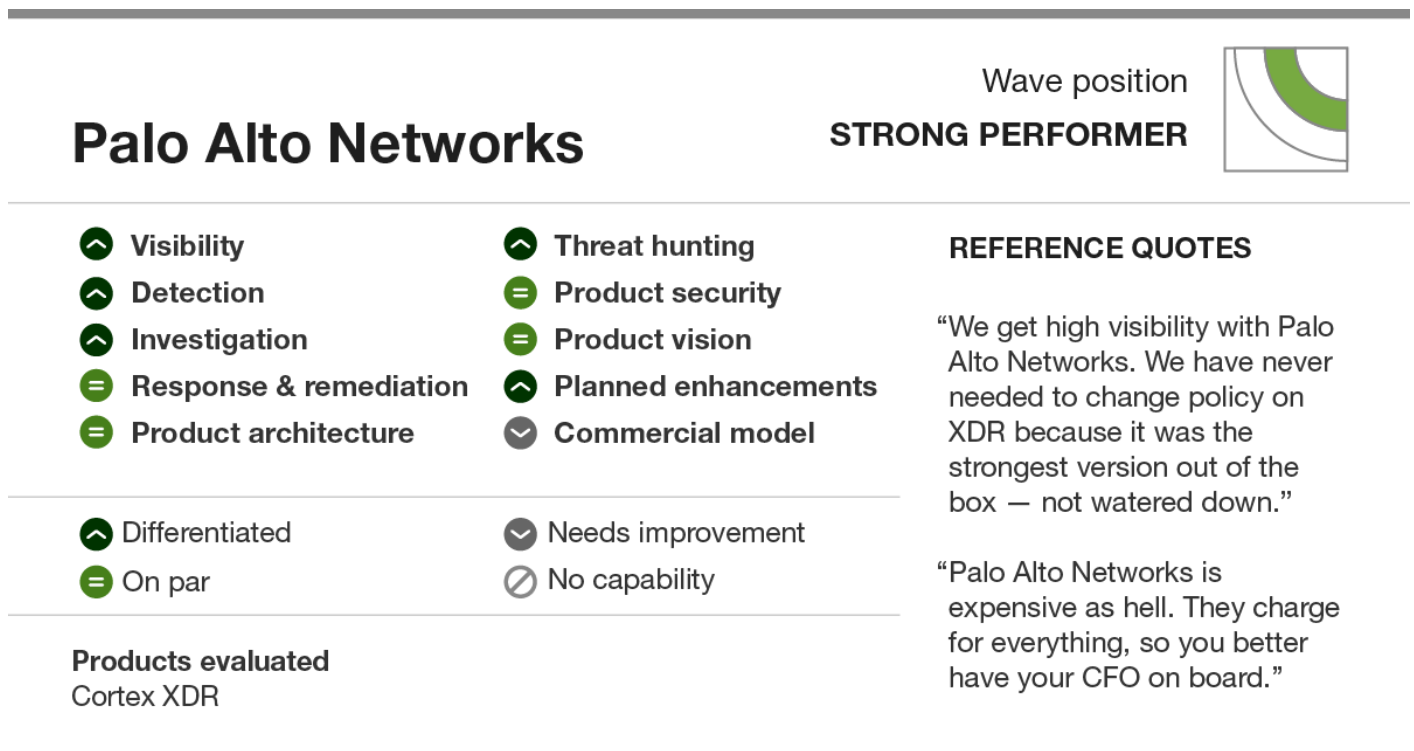 Wave position
Palo Alto Networks
STRONG PERFORMER
Visibility
Detection
Investigation
Response & remediation
Product architecture
Threat hunting
Product security
Product vision
Planned enhancements
Commercial model
Differentiated
On par
Needs improvement
No capability
Products evaluated
Cortex XDR
REFERENCE QUOTES
“We get high visibility with Palo
Alto Networks. We have never
needed to change policy on
XDR because it was the
strongest version out of the
box — not watered down.”
“Palo Alto Networks is
expensive as hell. They charge
for everything, so you better
have your CFO on board.”